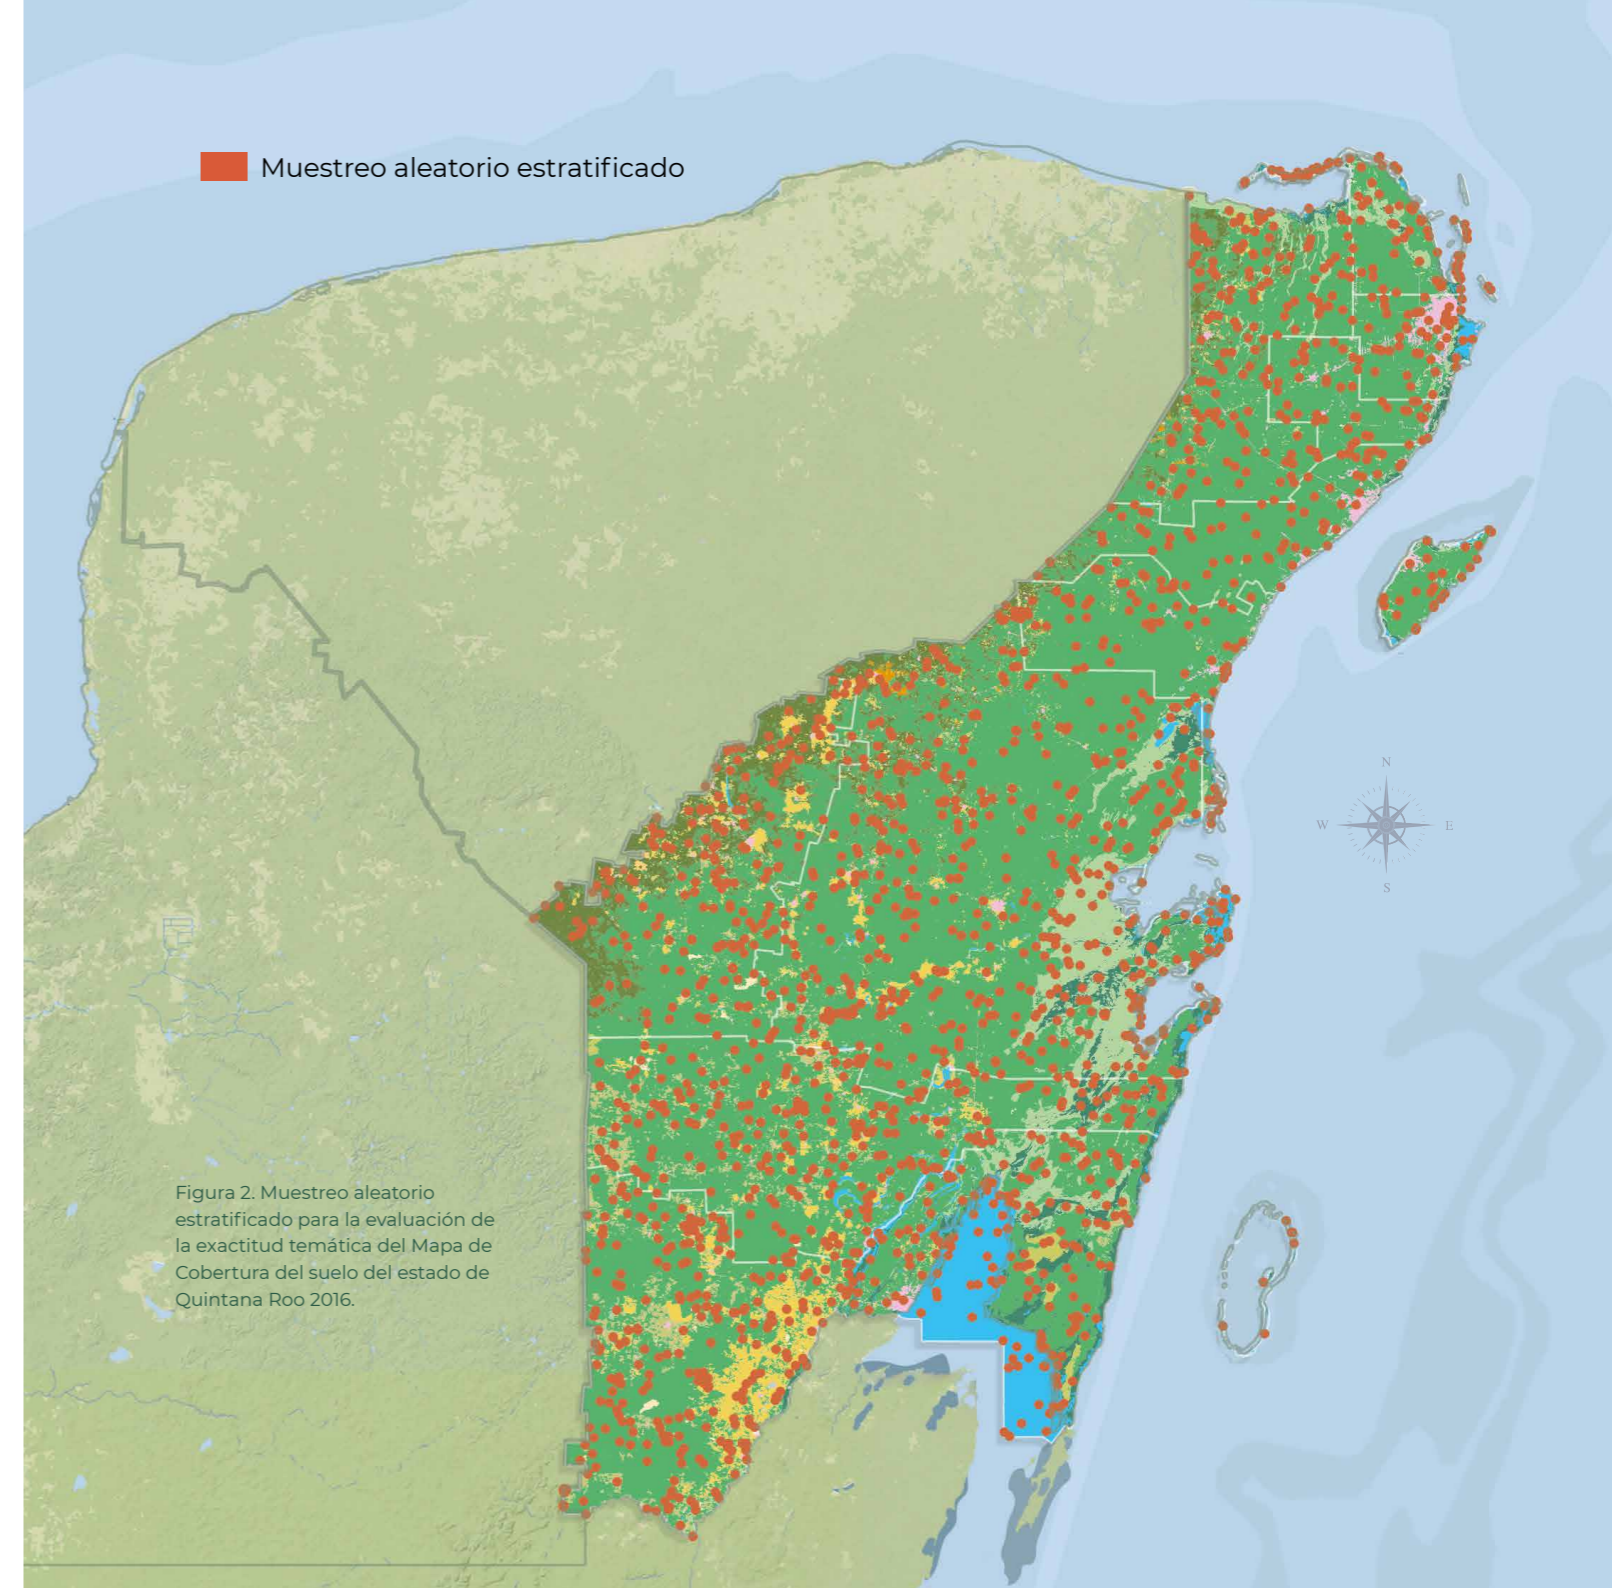 Muestreo aleatorio estratificado
N
W
E
S
Figura 2. Muestreo aleatorio
estratificado para la evaluación de
la exactitud temática del Mapa de
Cobertura del suelo del estado de
Quintana Roo 2016.